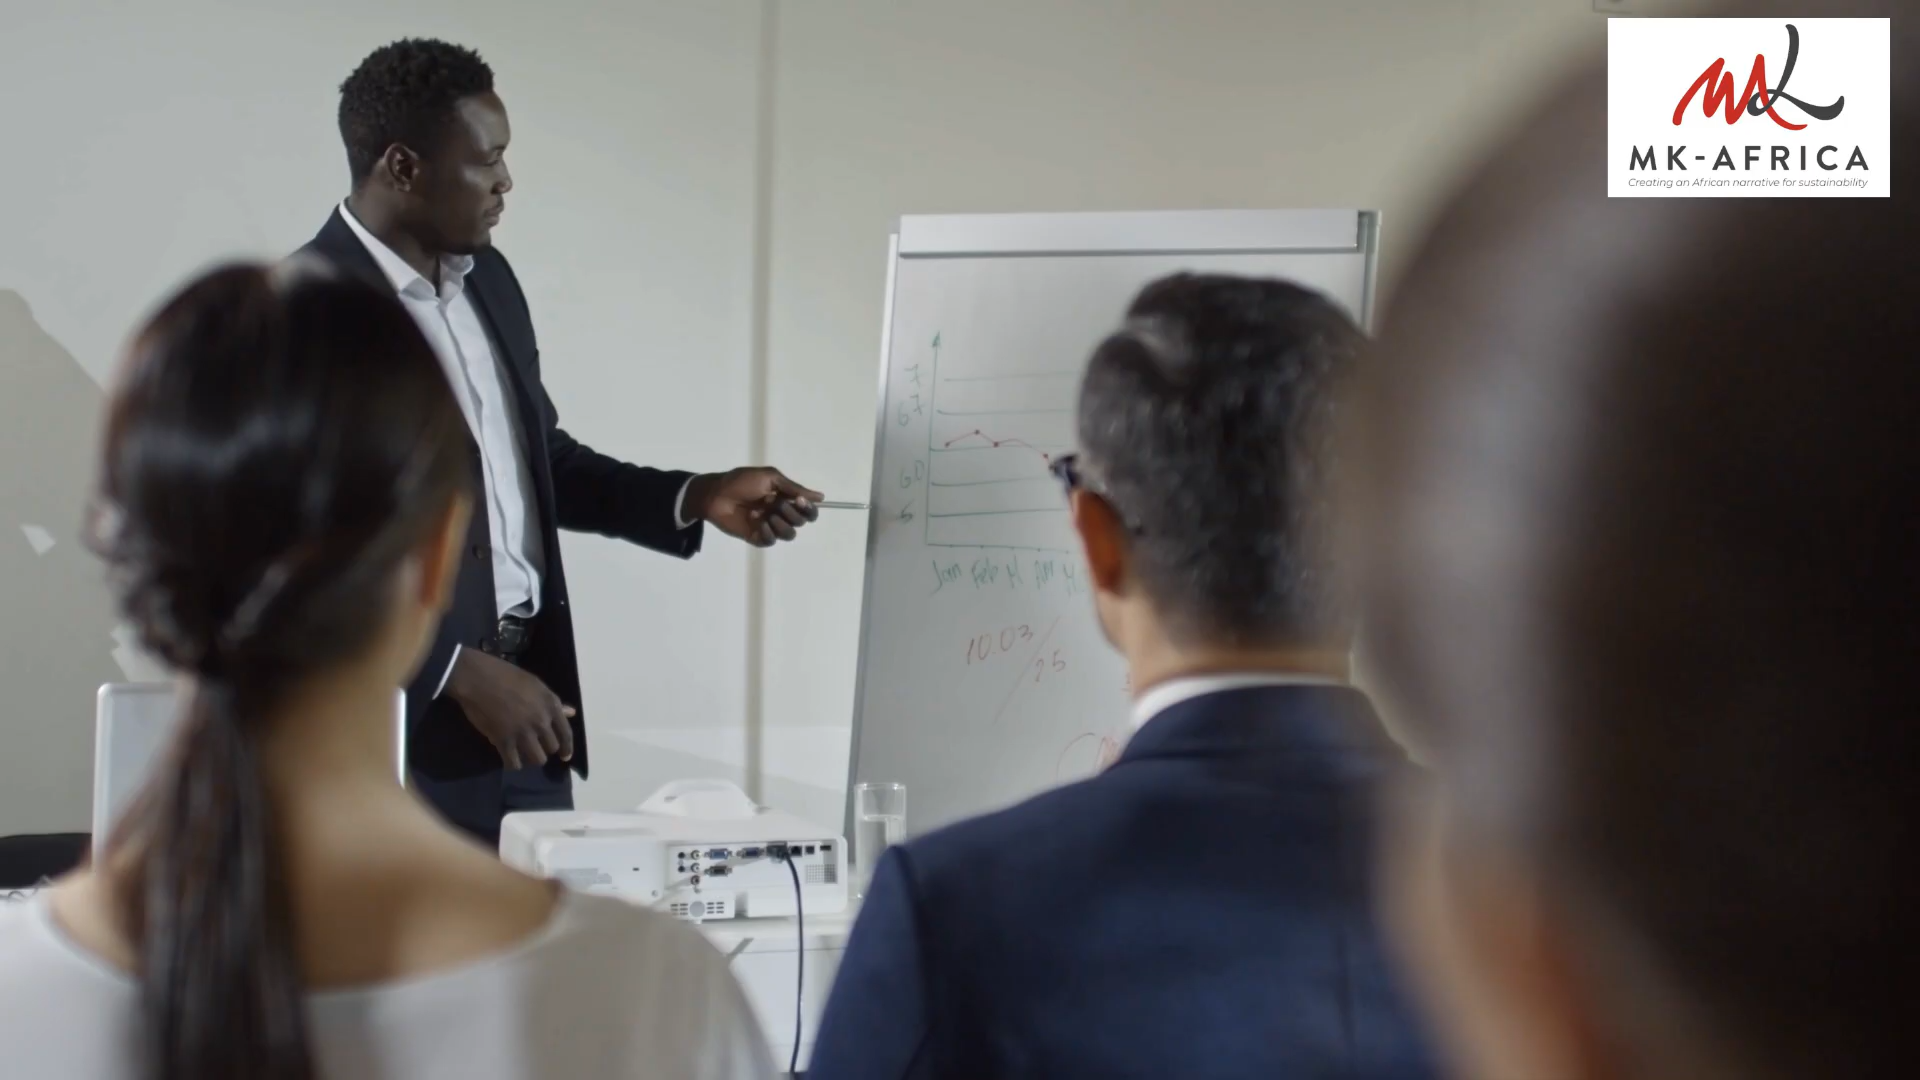 MK-AFRICA
Creating an African narrative for sustainability
7
6.7
6.0
5
Jan Feb M
10.03
25